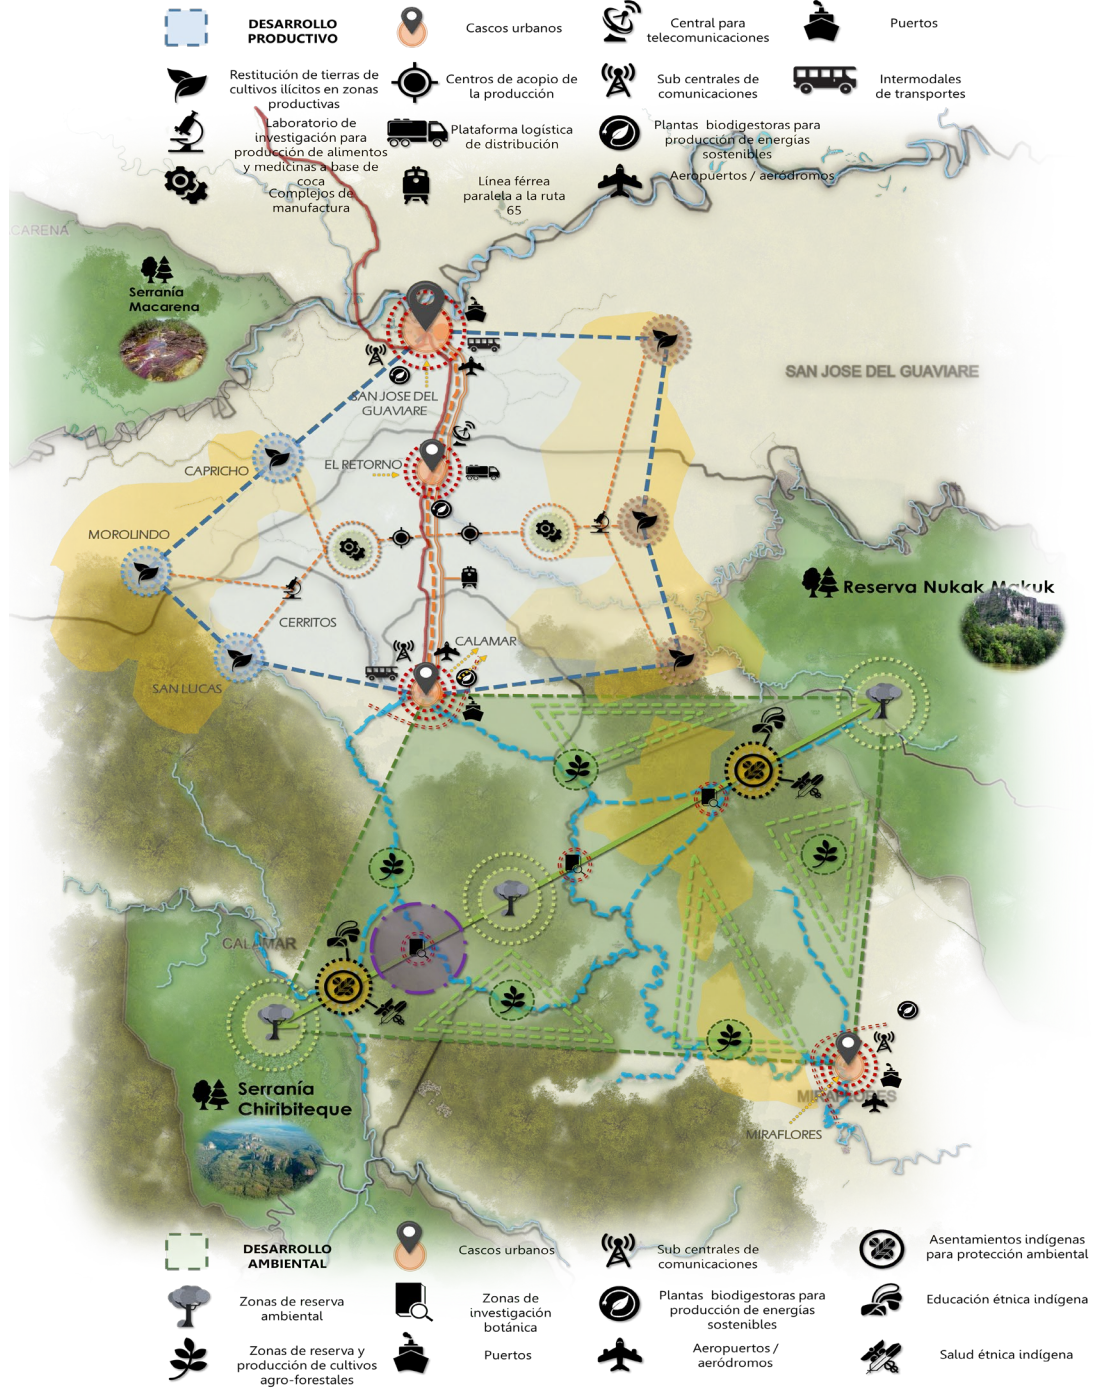 DESARROLLO
PRODUCTIVO
Cascos urbanos
Central para
telecomunicaciones
Puertos
Restitución de tierras de
cultivos ilícitos en zonas
productivas
Centros de acopio de
la producción
Sub centrales de
comunicaciones
Intermodales
de transportes
Laboratorio de
investigación para
producción de alimentos
y medicinas a base de
coca
Plataforma logística
de distribución
Plantas biodigestoras para
producción de energías
sostenibles
Complejos de
manufactura
Línea férrea
paralela a la ruta
65
Aeropuertos / aeródromos
CARENA
Serranía
Macarena
SAN JOSE DEL GUAVIARE
SAN JOSE DEL
GUAVIARE
CAPRICHO
EL RETORNO
MOROLINDO
Reserva Nukak Makuk
CERRITOS
CALAMAR
SAN LUCAS
CALAMAR
Serranía
Chiribiteque
MIRAFLORES
MIRAFLORES
DESARROLLO
AMBIENTAL
Cascos urbanos
Sub centrales de
comunicaciones
Asentamientos indígenas
para protección ambiental
Zonas de reserva
ambiental
Zonas de
investigación
botánica
Plantas biodigestoras para
producción de energías
sostenibles
Educación étnica indígena
Zonas de reserva y
producción de cultivos
agro-forestales
Puertos
Aeropuertos /
aeródromos
Salud étnica indígena